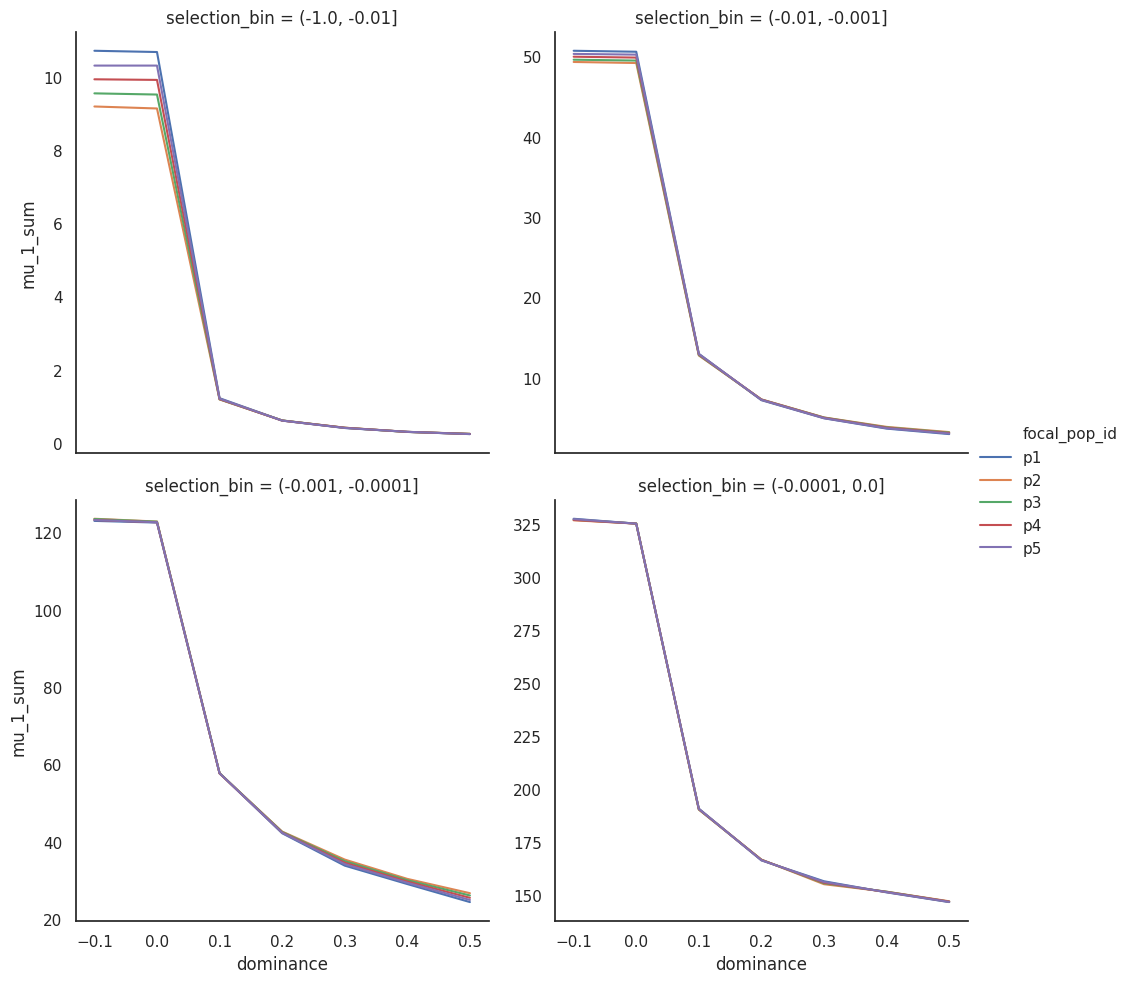 selection_bin = (-1.0, -0.01]
selection_bin = (-0.01, -0.001]
mu_1_sum
10
8
6
4
2
0
50
40
30
20
10
focal_pop_id
p1
p2
p3
p4
p5
selection_bin = (-0.001, -0.0001]
selection_bin = (-0.0001, 0.0]
mu_1_sum
120
100
80
60
40
20
325
300
275
250
225
200
175
150
−0.1 0.0 0.1 0.2 0.3 0.4 0.5
−0.1 0.0 0.1 0.2 0.3 0.4 0.5
dominance
dominance